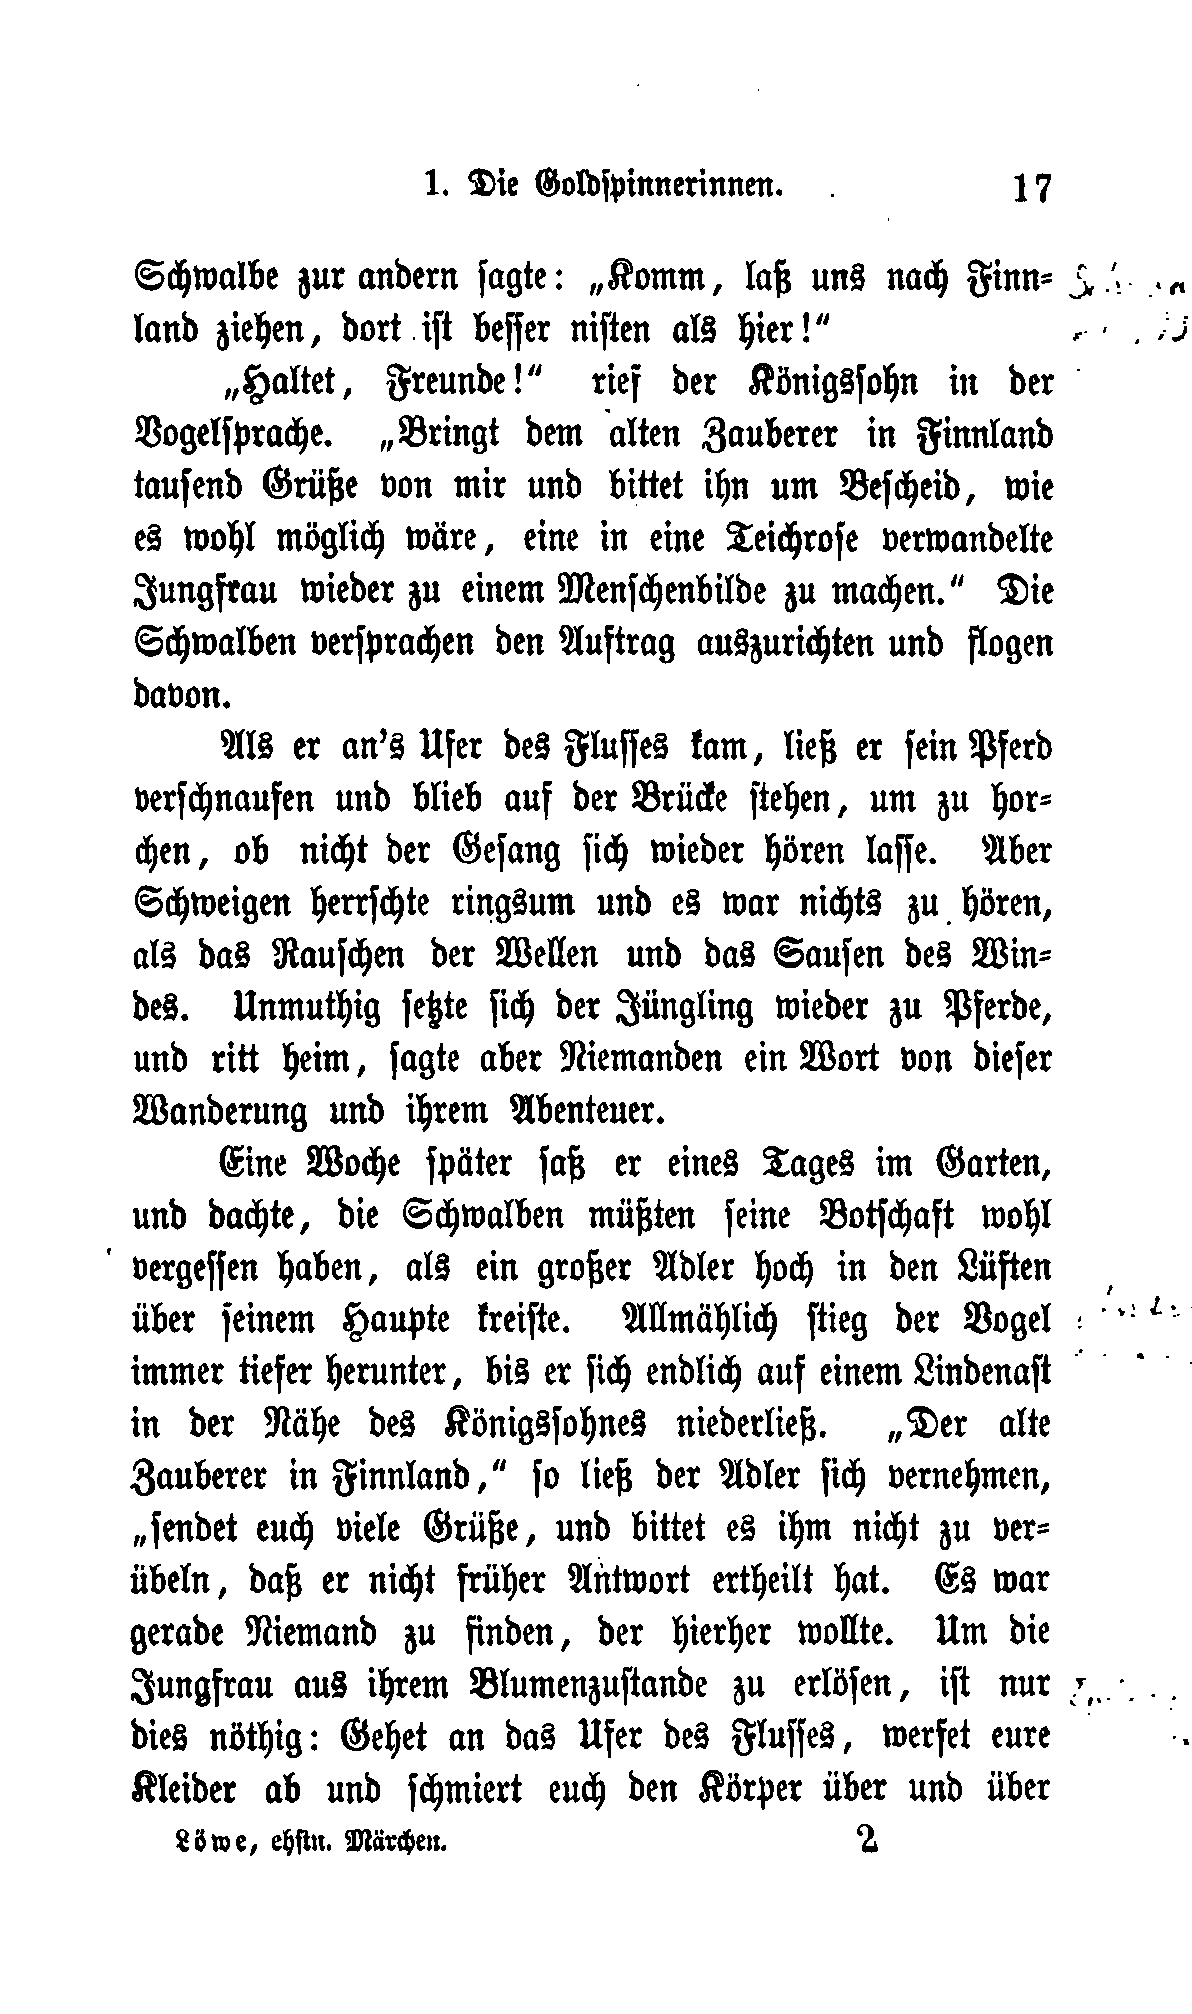 1. Die Goldspinnerinnen. 17
Schwalbe zur andern sagte: „Komm, laß uns nach Finn=
land ziehen, dort ist besser nisten als hier!“
„Haltet, Freunde!“ rief der Königssohn in der
Vogelsprache. „Bringt dem alten Zauberer in Finnland
tausend Grüße von mir und bittet ihn um Bescheid, wie
es wohl möglich wäre, eine in eine Teichrose verwandelte
Jungfrau wieder zu einem Menschenbilde zu machen.“ Die
Schwalben versprachen den Auftrag auszurichten und flogen
davon.
Als er an's Ufer des Flusses kam, ließ er sein Pferd
verschnaufen und blieb auf der Brücke stehen, um zu hor=
chen, ob nicht der Gesang sich wieder hören lasse. Aber
Schweigen herrschte ringsum und es war nichts zu hören,
als das Rauschen der Wellen und das Sausen des Win=
des. Unmuthig setzte sich der Jüngling wieder zu Pferde,
und ritt heim, sagte aber Niemanden ein Wort von dieser
Wanderung und ihrem Abenteuer.
Eine Woche später saß er eines Tages im Garten,
und dachte, die Schwalben müßten seine Botschaft wohl
vergessen haben, als ein großer Adler hoch in den Lüften
über seinem Haupte kreiste. Allmählich stieg der Vogel
immer tiefer herunter, bis er sich endlich auf einem Lindenast
in der Nähe des Königssohnes niederließ. „Der alte
Zauberer in Finnland,“ so ließ der Adler sich vernehmen,
„sendet euch viele Grüße, und bittet es ihm nicht zu ver=
übeln, daß er nicht früher Antwort ertheilt hat. Es war
gerade Niemand zu finden, der hierher wollte. Um die
Jungfrau aus ihrem Blumenzustande zu erlösen, ist nur
dies nöthig: Gehet an das Ufer des Flusses, werfet eure
Kleider ab und schmiert euch den Körper über und über
Löwe, ehstn. Märchen. 2